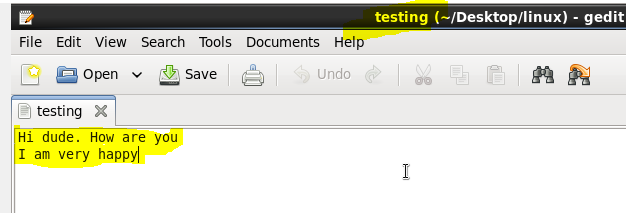 testing (~/Desktop/linux) - gedit
File Edit View Search Tools Documents Help
Open Save Undo
testing
Hi dude. How are you
I am very happy